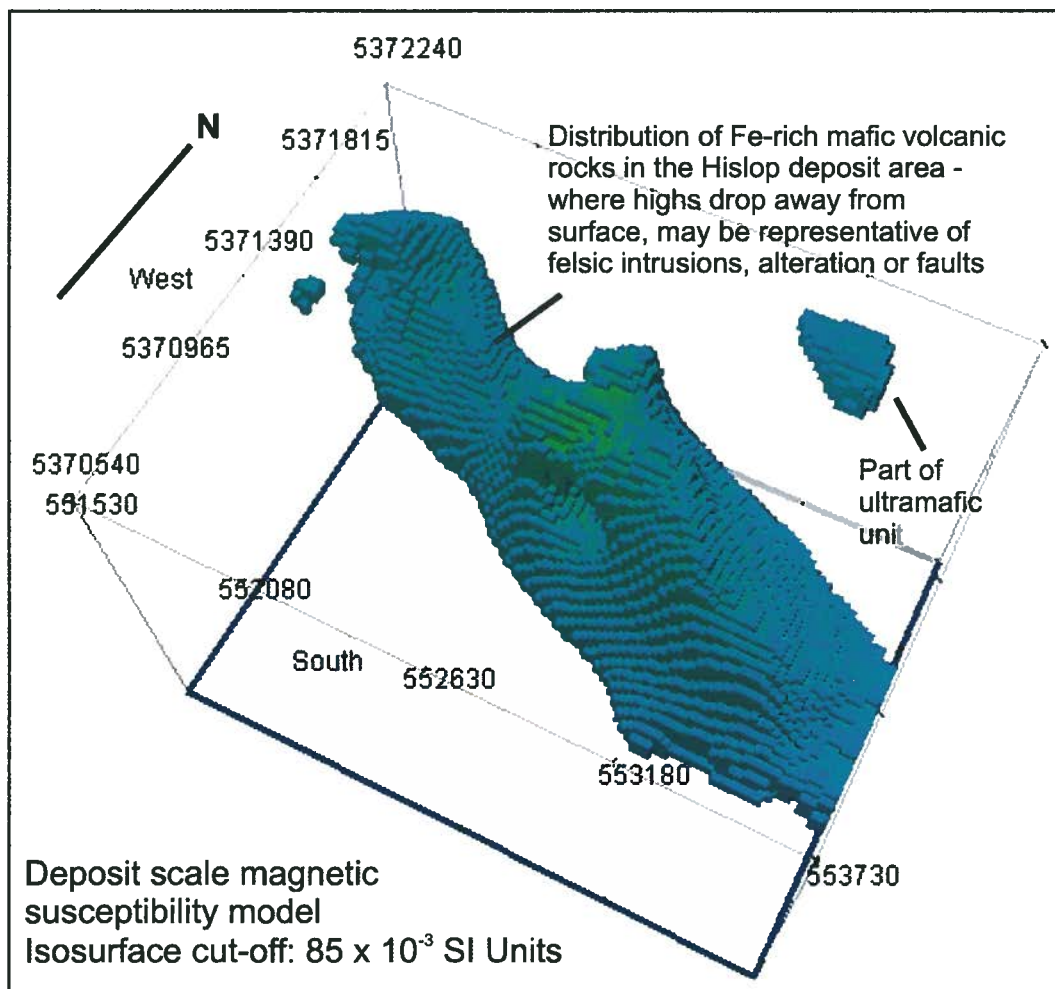 5372240
N
5371815
Distribution of Fe-rich mafic volcanic
rocks in the Hislop deposit area -
where highs drop away from
surface, may be representative of
felsic intrusions, alteration or faults
5371390
West
5370965
5370540
551530
Part of
ultramafic
unit
552080
South
552630
553180
553730
Deposit scale magnetic
susceptibility model
Isosurface cut-off: 85 x 10⁻³ SI Units